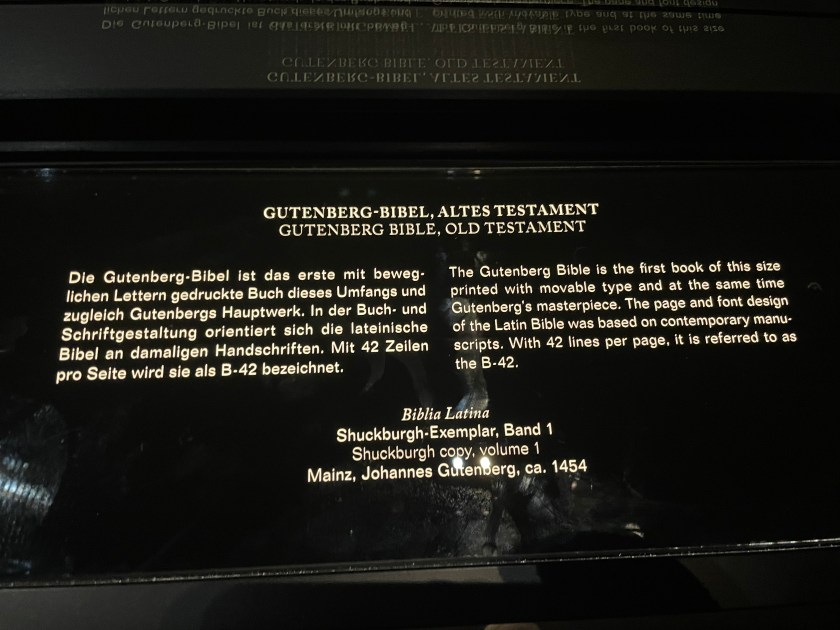 GUTENBERG-BIBEL, ALTES TESTAMENT
GUTENBERG BIBLE, OLD TESTAMENT
Die Gutenberg-Bibel ist das erste mit beweg-
lichen Lettern gedruckte Buch dieses Umfangs und
zugleich Gutenbergs Hauptwerk. In der Buch- und
Schriftgestaltung orientiert sich die lateinische
Bibel an damaligen Handschriften. Mit 42 Zeilen
pro Seite wird sie als B-42 bezeichnet.
The Gutenberg Bible is the first book of this size
printed with movable type and at the same time
Gutenberg's masterpiece. The page and font design
of the Latin Bible was based on contemporary manu-
scripts. With 42 lines per page, it is referred to as
the B-42.
Biblia Latina
Shuckburgh-Exemplar, Band 1
Shuckburgh copy, volume 1
Mainz, Johannes Gutenberg, ca. 1454